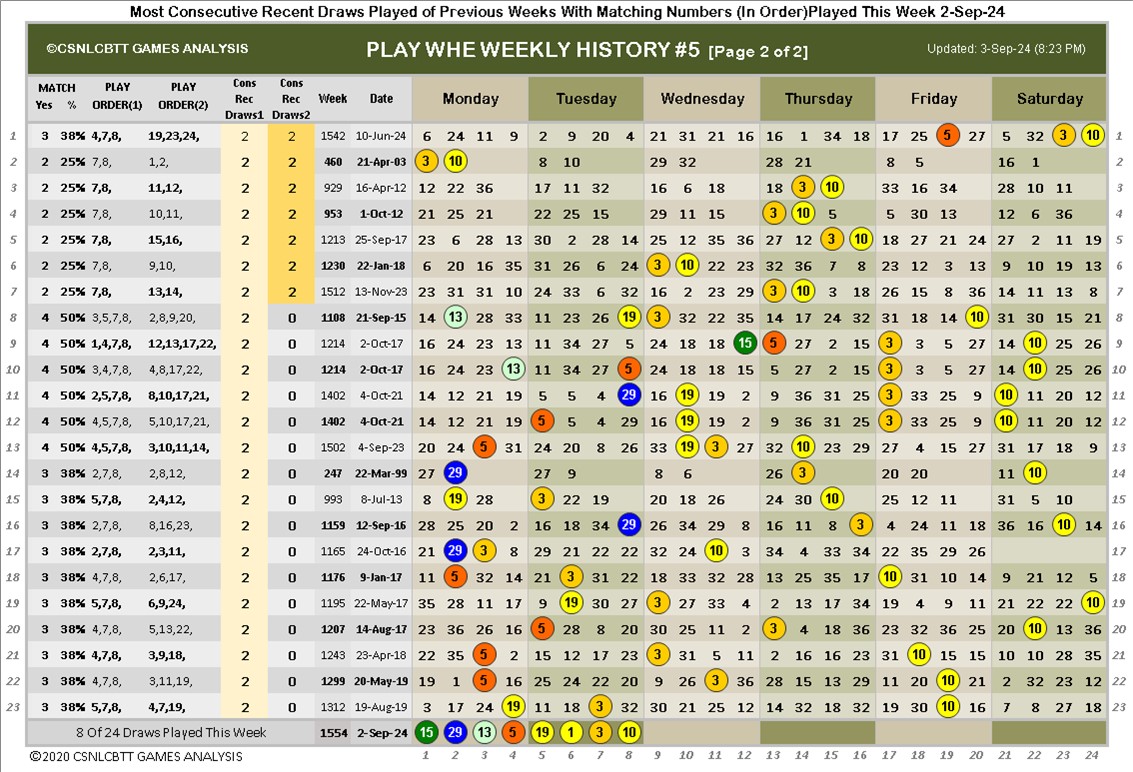 Most Consecutive Recent Draws Played of Previous Weeks With Matching Numbers (In Order)Played This Week 2-Sep-24
©CSNLCBTT GAMES ANALYSIS PLAY WHE WEEKLY HISTORY #5 [Page 2 of 2] Updated: 3-Sep-24 (8:23 PM)
MATCH Yes % PLAY ORDER(1) PLAY ORDER(2) Cons Rec Draws1 Cons Rec Draws2 Week Date Monday Tuesday Wednesday Thursday Friday Saturday
1 3 38% 4,7,8, 19,23,24, 2 2 1542 10-Jun-24 6 24 11 9 2 9 20 4 21 31 21 16 16 1 34 18 17 25 5 27 5 32 3 10 1
2 2 25% 7,8, 1,2, 2 2 460 21-Apr-03 3 10 8 10 29 32 28 21 8 5 16 1 2
3 2 25% 7,8, 11,12, 2 2 929 16-Apr-12 12 22 36 17 11 32 16 6 18 18 3 10 33 16 34 28 10 11 3
4 2 25% 7,8, 10,11, 2 2 953 1-Oct-12 21 25 21 22 25 15 29 11 15 3 10 5 5 30 13 12 6 36 4
5 2 25% 7,8, 15,16, 2 2 1213 25-Sep-17 23 6 28 13 30 2 28 14 25 12 35 36 27 12 3 10 18 27 21 24 27 2 11 19 5
6 2 25% 7,8, 9,10, 2 2 1230 22-Jan-18 6 20 16 35 31 26 6 24 3 10 22 23 32 36 7 8 23 12 3 13 9 10 19 13 6
7 2 25% 7,8, 13,14, 2 2 1512 13-Nov-23 23 31 31 10 24 33 6 32 16 2 23 29 3 10 3 18 26 15 8 36 14 11 13 8 7
8 4 50% 3,5,7,8, 2,8,9,20, 2 0 1108 21-Sep-15 14 13 28 33 11 23 26 19 3 32 22 35 14 17 24 32 31 18 14 10 31 30 15 21 8
9 4 50% 1,4,7,8, 12,13,17,22, 2 0 1214 2-Oct-17 16 24 23 13 11 34 27 5 24 18 18 15 5 27 2 15 3 3 5 27 14 10 25 26 9
10 4 50% 3,4,7,8, 4,8,17,22, 2 0 1214 2-Oct-17 16 24 23 13 11 34 27 5 24 18 18 15 5 27 2 15 3 3 5 27 14 10 25 26 10
11 4 50% 2,5,7,8, 8,10,17,21, 2 0 1402 4-Oct-21 14 12 21 19 5 5 4 29 16 19 19 2 9 36 31 25 3 33 25 9 10 11 20 12 11
12 4 50% 4,5,7,8, 5,10,17,21, 2 0 1402 4-Oct-21 14 12 21 19 5 5 4 29 16 19 19 2 9 36 31 25 3 33 25 9 10 11 20 12 12
13 4 50% 4,5,7,8, 3,10,11,14, 2 0 1502 4-Sep-23 20 24 5 31 24 20 8 26 10 19 3 27 32 10 23 29 27 4 15 27 31 17 18 9 13
14 3 38% 2,7,8, 2,8,12, 2 0 247 22-Mar-99 27 29 27 9 8 6 26 3 20 20 11 10 14
15 3 38% 5,7,8, 2,4,12, 2 0 993 8-Jul-13 8 19 28 3 22 19 20 18 26 24 30 10 25 12 11 31 5 10 15
16 3 38% 2,7,8, 8,16,23, 2 0 1159 12-Sep-16 28 25 20 2 16 18 34 29 26 34 29 8 16 11 8 3 4 24 11 18 36 16 10 14 16
17 3 38% 2,7,8, 2,3,11, 2 0 1165 24-Oct-16 21 29 3 8 29 21 22 22 32 24 10 3 34 4 33 34 22 35 29 26 17
18 3 38% 4,7,8, 2,6,17, 2 0 1176 9-Jan-17 11 5 32 14 21 3 31 22 18 33 32 28 13 25 35 17 10 31 10 14 9 21 12 5 18
19 3 38% 5,7,8, 6,9,24, 2 0 1195 22-May-17 35 28 11 17 9 19 30 27 3 27 33 4 2 13 17 34 19 4 9 11 21 22 22 10 19
20 3 38% 4,7,8, 5,13,22, 2 0 1207 14-Aug-17 23 36 26 16 5 28 8 20 30 25 11 2 3 4 18 36 23 32 36 25 20 10 13 36 20
21 3 38% 4,7,8, 3,9,18, 2 0 1243 23-Apr-18 22 35 5 2 15 12 17 23 3 31 5 11 2 16 16 23 31 10 15 15 10 10 28 35 21
22 3 38% 4,7,8, 3,11,19, 2 0 1299 20-May-19 19 1 5 16 25 24 22 20 9 26 3 36 28 15 13 29 11 20 10 21 2 32 23 12 22
23 3 38% 5,7,8, 4,7,19, 2 0 1312 19-Aug-19 3 17 24 19 11 18 3 32 30 21 25 12 14 32 18 32 19 30 10 16 7 8 27 18 23
8 Of 24 Draws Played This Week 1554 2-Sep-24 15 29 13 5 19 1 3 10
©2020 CSNLCBTT GAMES ANALYSIS 1 2 3 4 5 6 7 8 9 10 11 12 13 14 15 16 17 18 19 20 21 22 23 24